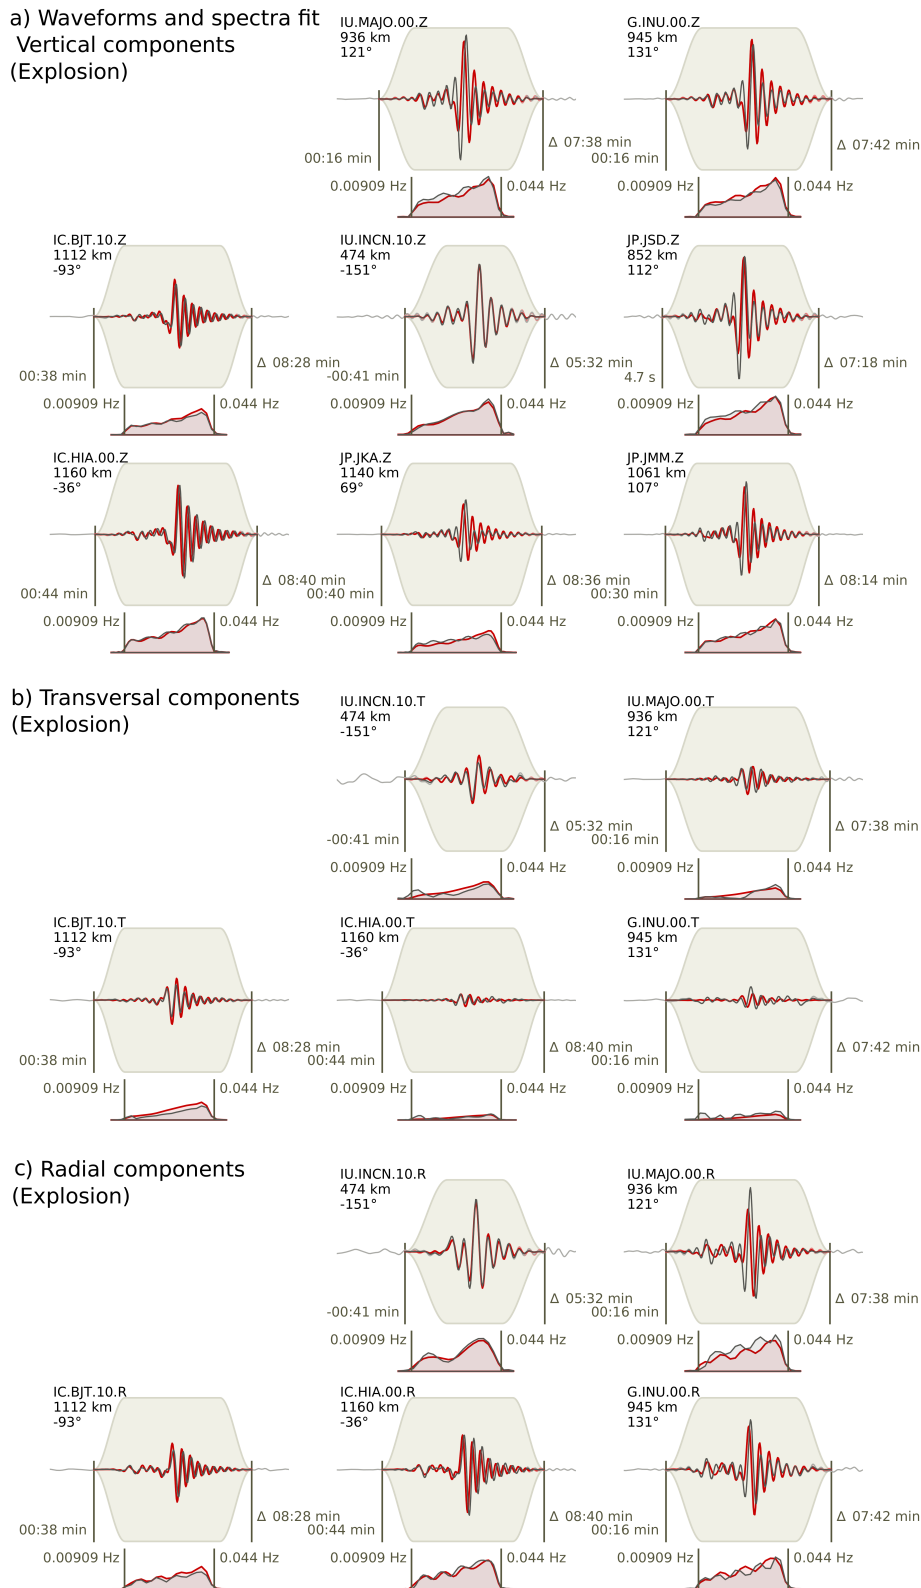 a) Waveforms and spectra fit
Vertical components
(Explosion)
IU.MAJO.00.Z
936 km
121°
00:16 min
Δ 07:38 min
0.00909 Hz
0.044 Hz
G.INU.00.Z
945 km
131°
00:16 min
Δ 07:42 min
0.00909 Hz
0.044 Hz
IC.BJT.10.Z
1112 km
-93°
00:38 min
Δ 08:28 min
0.00909 Hz
0.044 Hz
IU.INCN.10.Z
474 km
-151°
-00:41 min
Δ 05:32 min
0.00909 Hz
0.044 Hz
JP.JSD.Z
852 km
112°
4.7 s
Δ 07:18 min
0.00909 Hz
0.044 Hz
IC.HIA.00.Z
1160 km
-36°
00:44 min
Δ 08:40 min
0.00909 Hz
0.044 Hz
JP.JKA.Z
1140 km
69°
00:40 min
Δ 08:36 min
0.00909 Hz
0.044 Hz
JP.JMM.Z
1061 km
107°
00:30 min
Δ 08:14 min
0.00909 Hz
0.044 Hz
b) Transversal components
(Explosion)
IU.INCN.10.T
474 km
-151°
-00:41 min
Δ 05:32 min
0.00909 Hz
0.044 Hz
IU.MAJO.00.T
936 km
121°
00:16 min
Δ 07:38 min
0.00909 Hz
0.044 Hz
IC.BJT.10.T
1112 km
-93°
00:38 min
Δ 08:28 min
0.00909 Hz
0.044 Hz
IC.HIA.00.T
1160 km
-36°
00:44 min
Δ 08:40 min
0.00909 Hz
0.044 Hz
G.INU.00.T
945 km
131°
00:16 min
Δ 07:42 min
0.00909 Hz
0.044 Hz
c) Radial components
(Explosion)
IU.INCN.10.R
474 km
-151°
-00:41 min
Δ 05:32 min
0.00909 Hz
0.044 Hz
IU.MAJO.00.R
936 km
121°
00:16 min
Δ 07:38 min
0.00909 Hz
0.044 Hz
IC.BJT.10.R
1112 km
-93°
00:38 min
Δ 08:28 min
0.00909 Hz
0.044 Hz
IC.HIA.00.R
1160 km
-36°
00:44 min
Δ 08:40 min
0.00909 Hz
0.044 Hz
G.INU.00.R
945 km
131°
00:16 min
Δ 07:42 min
0.00909 Hz
0.044 Hz